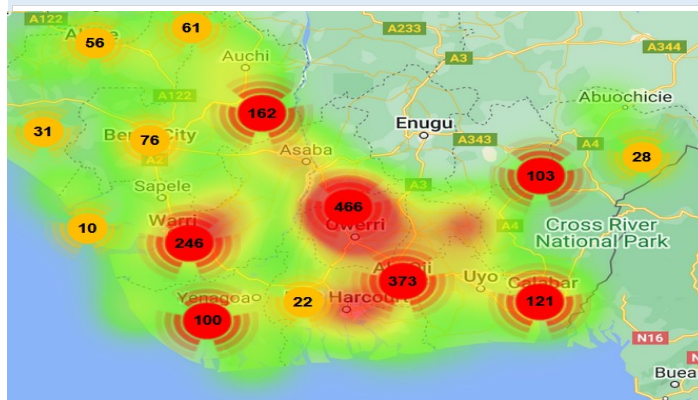 A122
61
A233
A344
56
A3
Auchi
A122
162
Abuochicie
31
76
Enugu
A343
A4
28
Asaba
A2
103
Sapele
A3
466
10
Warri
Owerri
A4
Cross River
National Park
246
373
Uyo
Calabar
Yenagoa
22
Harcourt
121
100
N16
N
Buea